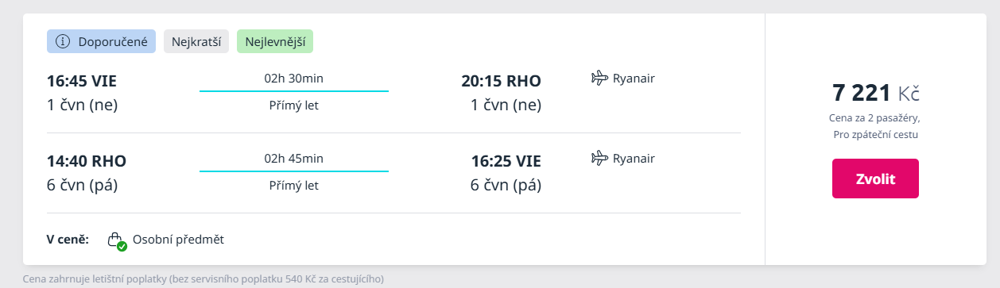 Doporučené Nejkratší Nejlevnější
16:45 VIE 02h 30min 20:15 RHO Ryanair
1 čvn (ne) Přímý let 1 čvn (ne)
14:40 RHO 02h 45min 16:25 VIE Ryanair
6 čvn (pá) Přímý let 6 čvn (pá)
V ceně: Osobní předmět
7 221 Kč
Cena za 2 pasažéry,
Pro zpáteční cestu
Zvolit
Cena zahrnuje letištní poplatky (bez servisního poplatku 540 Kč za cestujícího)